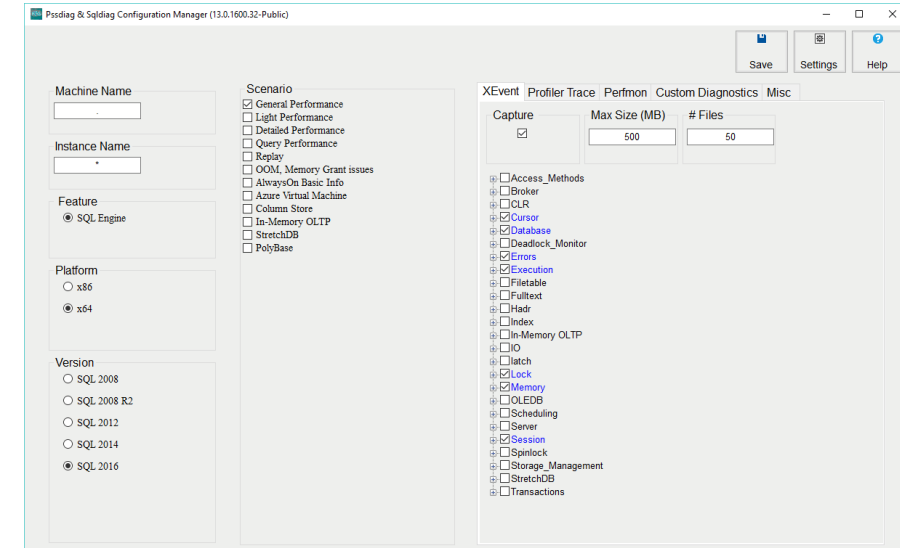 Pssdiag & Sqldiag Configuration Manager (13.0.1600.32-Public)
Save Settings Help
Machine Name
.
Instance Name
*
Feature
SQL Engine
Platform
x86
x64
Version
SQL 2008
SQL 2008 R2
SQL 2012
SQL 2014
SQL 2016
Scenario
General Performance
Light Performance
Detailed Performance
Query Performance
Replay
OOM, Memory Grant issues
AlwaysOn Basic Info
Azure Virtual Machine
Column Store
In-Memory OLTP
StretchDB
PolyBase
XEvent Profiler Trace Perfmon Custom Diagnostics Misc
Capture Max Size (MB) # Files
500 50
Access_Methods
Broker
CLR
Cursor
Database
Deadlock_Monitor
Errors
Execution
Filetable
Fulltext
Hadr
Index
In-Memory OLTP
IO
latch
Lock
Memory
OLEDB
Scheduling
Server
Session
Spinlock
Storage_Management
StretchDB
Transactions